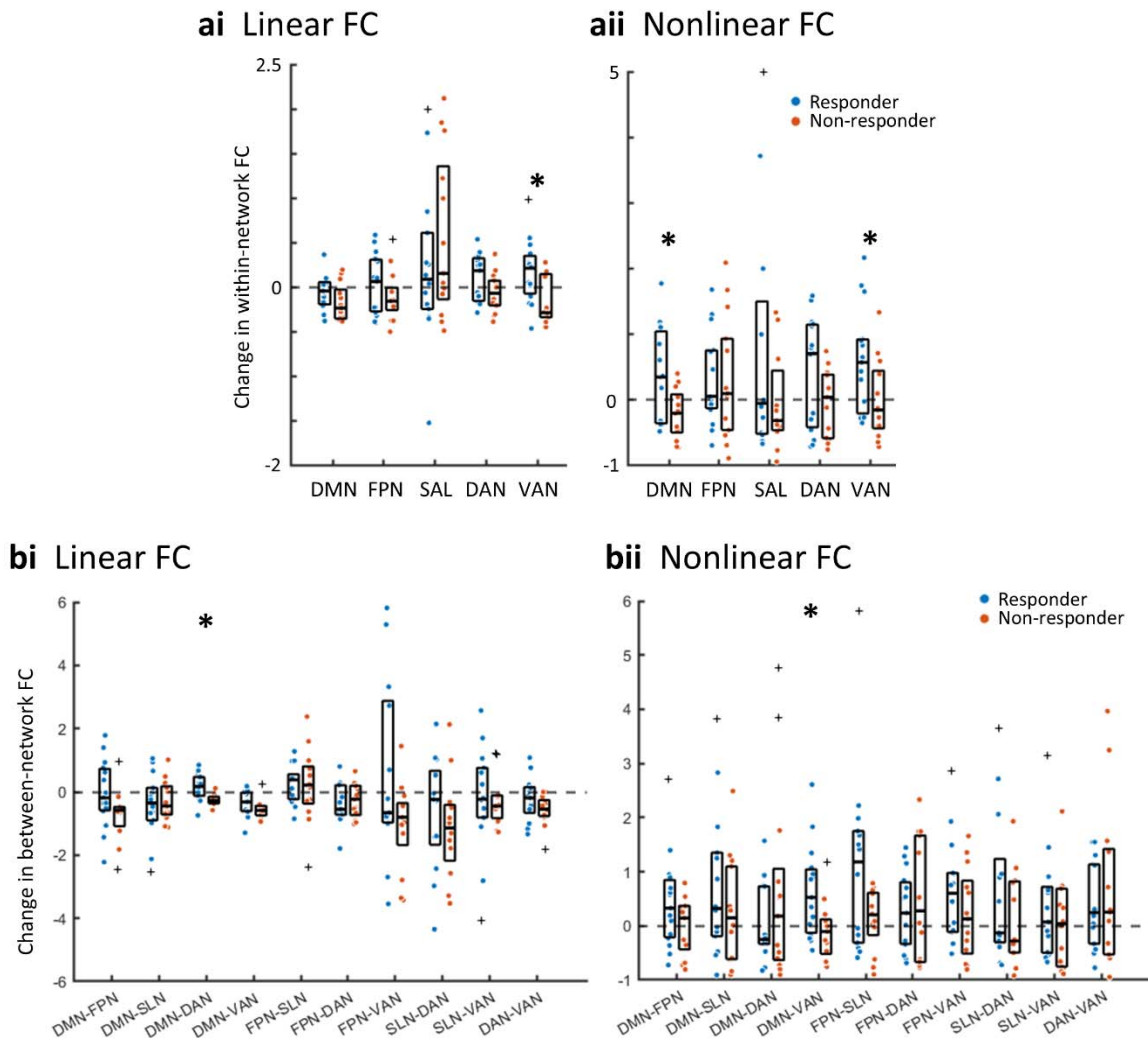 ai Linear FC
aii Nonlinear FC
2.5
0
-2
Change in within-network FC
*
DMN FPN SAL DAN VAN
5
0
-1
+
Responder
Non-responder
* *
DMN FPN SAL DAN VAN
bi Linear FC
bii Nonlinear FC
6
4
2
0
-2
-4
-6
Change in between-network FC
*
DMN-FPN
DMN-SLN
DMN-DAN
DMN-VAN
FPN-SLN
FPN-DAN
FPN-VAN
SLN-DAN
SLN-VAN
DAN-VAN
6
5
4
3
2
1
0
-1
*
Responder
Non-responder
DMN-FPN
DMN-SLN
DMN-DAN
DMN-VAN
FPN-SLN
FPN-DAN
FPN-VAN
SLN-DAN
SLN-VAN
DAN-VAN